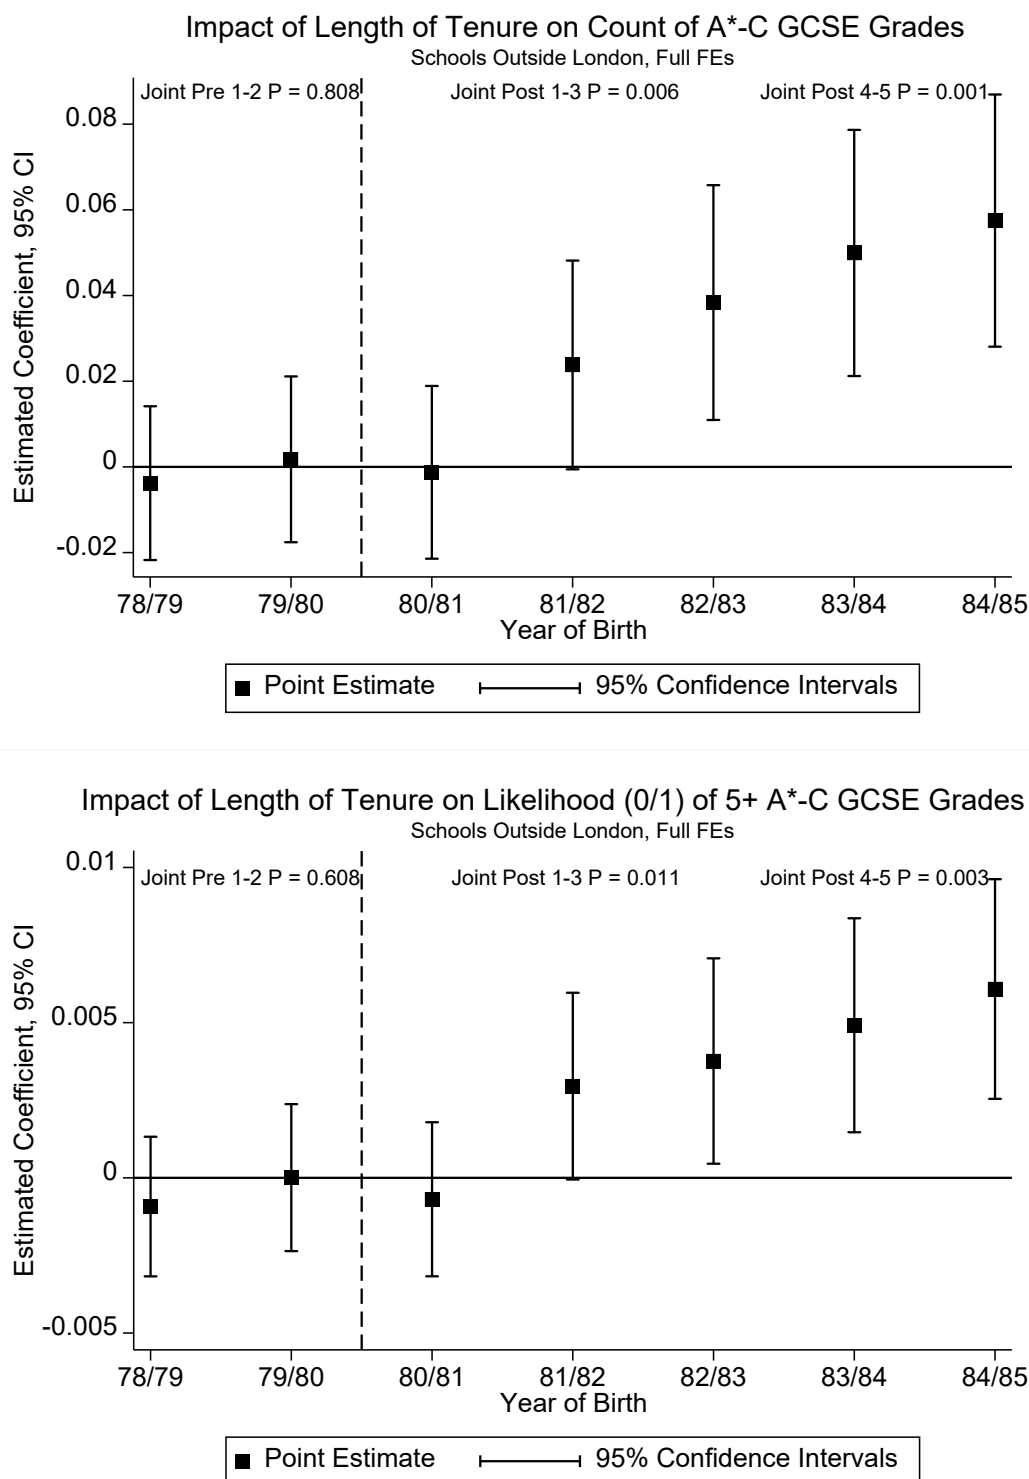 Impact of Length of Tenure on Count of A*-C GCSE Grades
Schools Outside London, Full FEs
Joint Pre 1-2 P = 0.808 Joint Post 1-3 P = 0.006 Joint Post 4-5 P = 0.001
Estimated Coefficient, 95% CI
0.08
0.06
0.04
0.02
0
-0.02
78/79 79/80 80/81 81/82 82/83 83/84 84/85
Year of Birth
Point Estimate 95% Confidence Intervals
Impact of Length of Tenure on Likelihood (0/1) of 5+ A*-C GCSE Grades
Schools Outside London, Full FEs
Joint Pre 1-2 P = 0.608 Joint Post 1-3 P = 0.011 Joint Post 4-5 P = 0.003
Estimated Coefficient, 95% CI
0.01
0.005
0
-0.005
78/79 79/80 80/81 81/82 82/83 83/84 84/85
Year of Birth
Point Estimate 95% Confidence Intervals